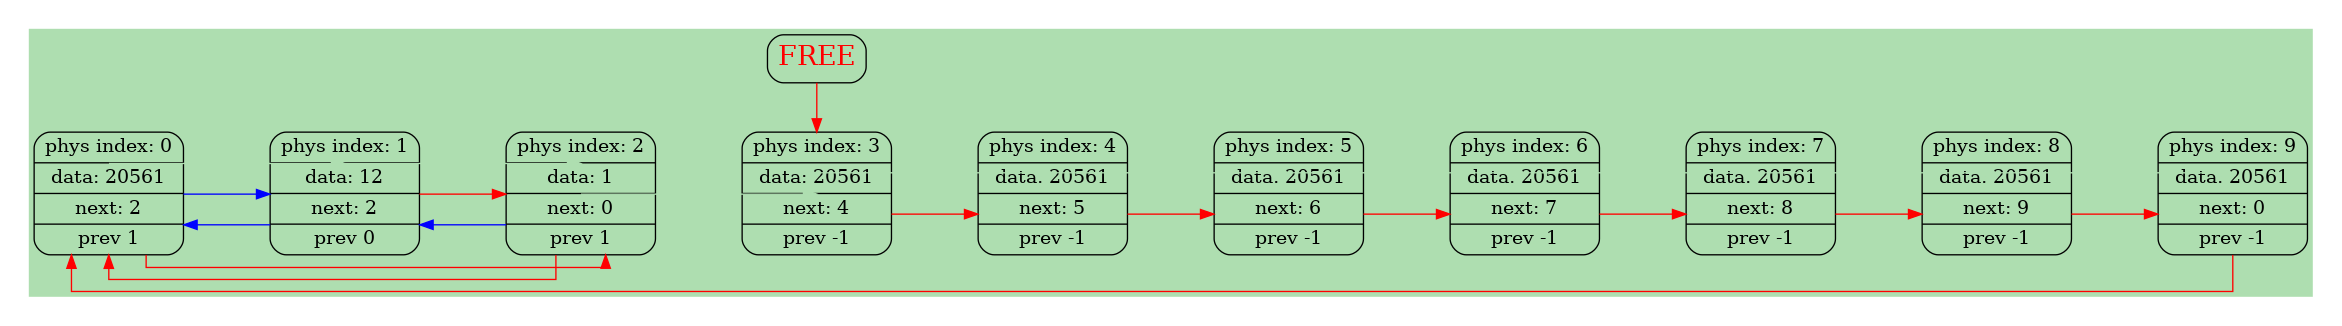 FREE
phys index: 0
data: 20561
next: 2
prev 1
phys index: 1
data: 12
next: 2
prev 0
phys index: 2
data: 1
next: 0
prev 1
phys index: 3
data: 20561
next: 4
prev -1
phys index: 4
data. 20561
next: 5
prev -1
phys index: 5
data. 20561
next: 6
prev -1
phys index: 6
data. 20561
next: 7
prev -1
phys index: 7
data. 20561
next: 8
prev -1
phys index: 8
data. 20561
next: 9
prev -1
phys index: 9
data. 20561
next: 0
prev -1